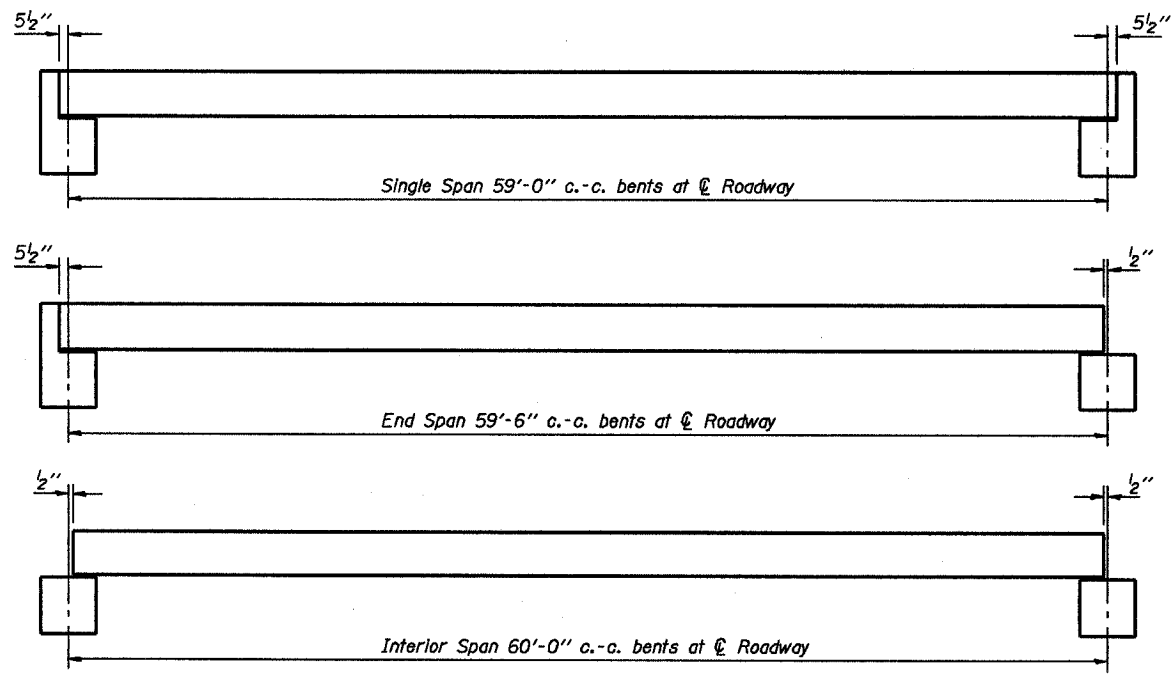 5½" 5½"
Single Span 59'-0" c.-c. bents at ℄ Roadway
5½" ½"
End Span 59'-6" c.-c. bents at ℄ Roadway
½" ½"
Interior Span 60'-0" c.-c. bents at ℄ Roadway